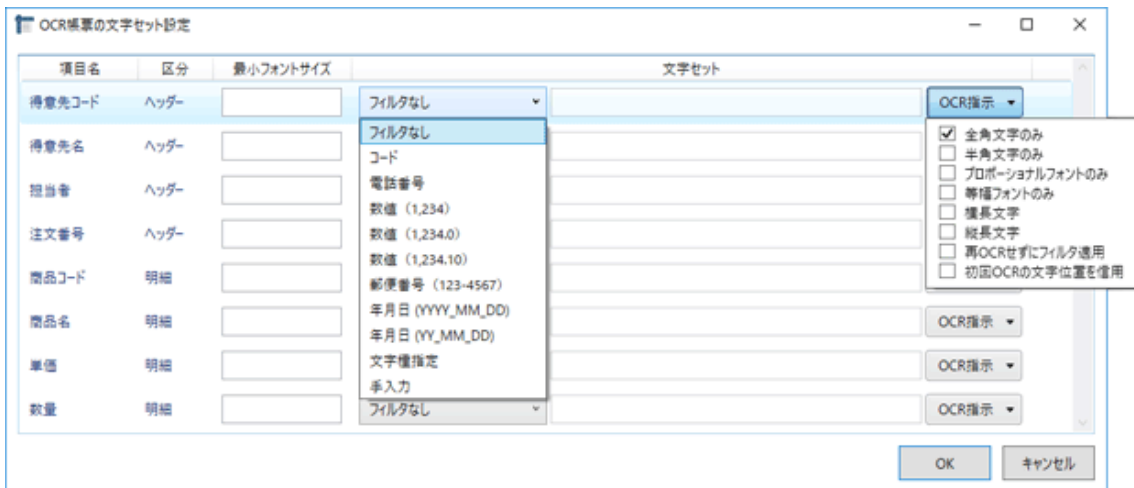 OCR帳票の文字セット設定
項目名 区分 最小フォントサイズ 文字セット
得意先コード ヘッダー フィルタなし OCR指示
得意先名 ヘッダー
担当者 ヘッダー
注文番号 ヘッダー
商品コード 明細
商品名 明細 OCR指示
単価 明細 OCR指示
数量 明細 フィルタなし OCR指示
フィルタなし
コード
電話番号
数値（1,234）
数値（1,234.0）
数値（1,234.10）
郵便番号（123-4567）
年月日 (YYYY_MM_DD)
年月日 (YY_MM_DD)
文字種指定
手入力
全角文字のみ
半角文字のみ
プロポーショナルフォントのみ
等幅フォントのみ
横長文字
縦長文字
再OCRせずにフィルタ適用
初回OCRの文字位置を信用
OK キャンセル